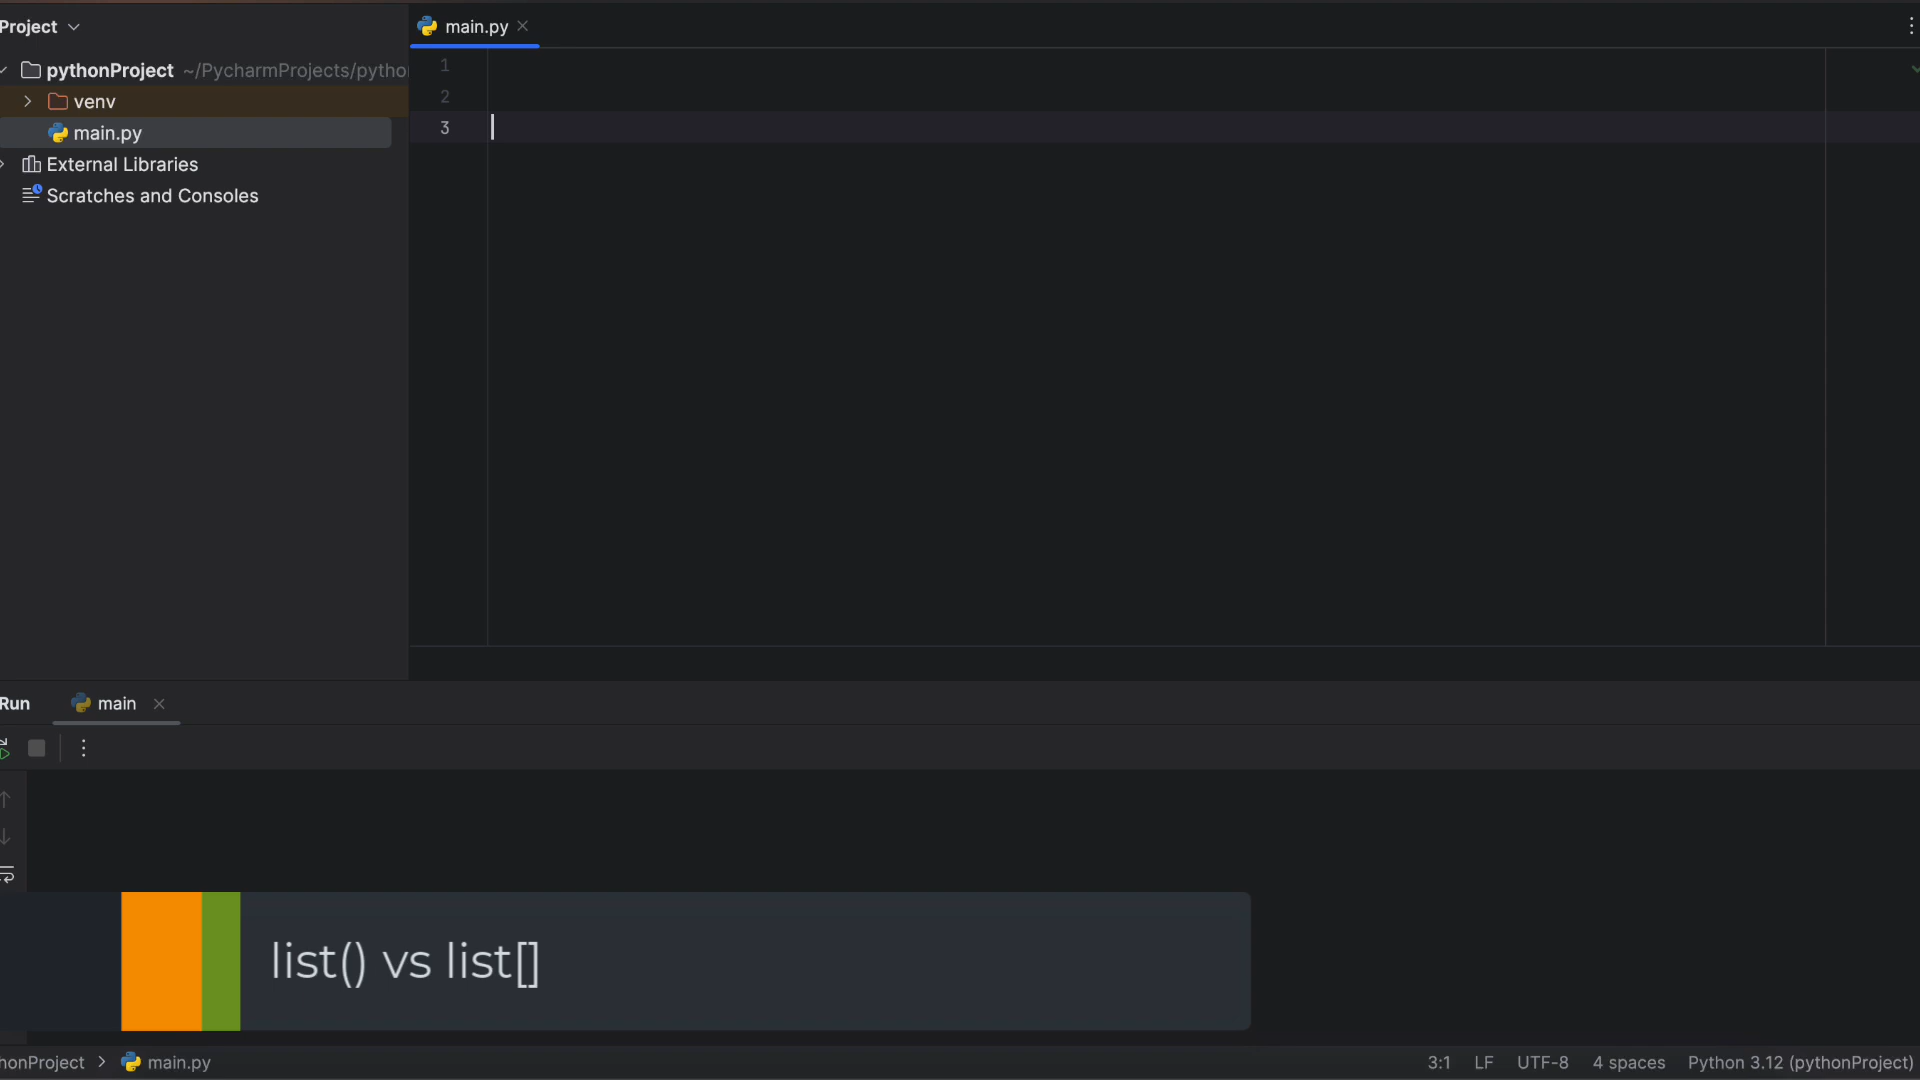 Project
main.py
pythonProject ~/PycharmProjects/pytho
venv
main.py
External Libraries
Scratches and Consoles
1
2
3
Run
main
list() vs list[]
honProject > main.py
3:1 LF UTF-8 4 spaces Python 3.12 (pythonProject)